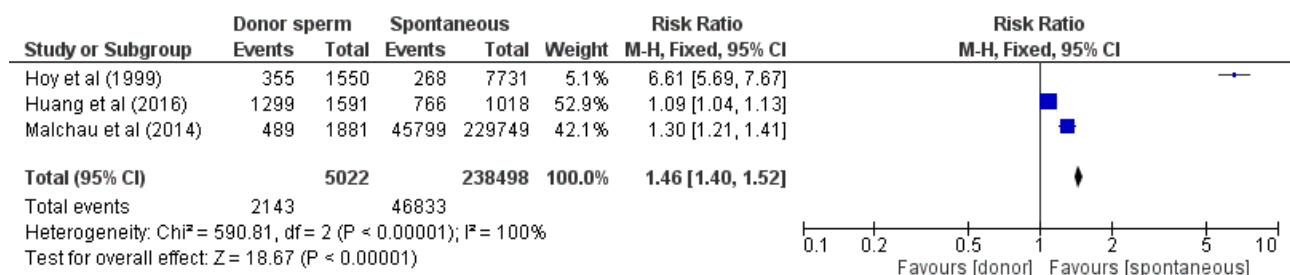 Donor sperm Spontaneous Risk Ratio Risk Ratio
Study or Subgroup Events Total Events Total Weight M-H, Fixed, 95% CI M-H, Fixed, 95% CI
Hoy et al (1999) 355 1550 268 7731 5.1% 6.61 [5.69, 7.67]
Huang et al (2016) 1299 1591 766 1018 52.9% 1.09 [1.04, 1.13]
Malchau et al (2014) 489 1881 45799 229749 42.1% 1.30 [1.21, 1.41]
Total (95% CI) 5022 238498 100.0% 1.46 [1.40, 1.52]
Total events 2143 46833
Heterogeneity: Chi² = 590.81, df = 2 (P < 0.00001); I² = 100%
Test for overall effect: Z = 18.67 (P < 0.00001)
0.1 0.2 0.5 1 2 5 10
Favours [donor] Favours [spontaneous]